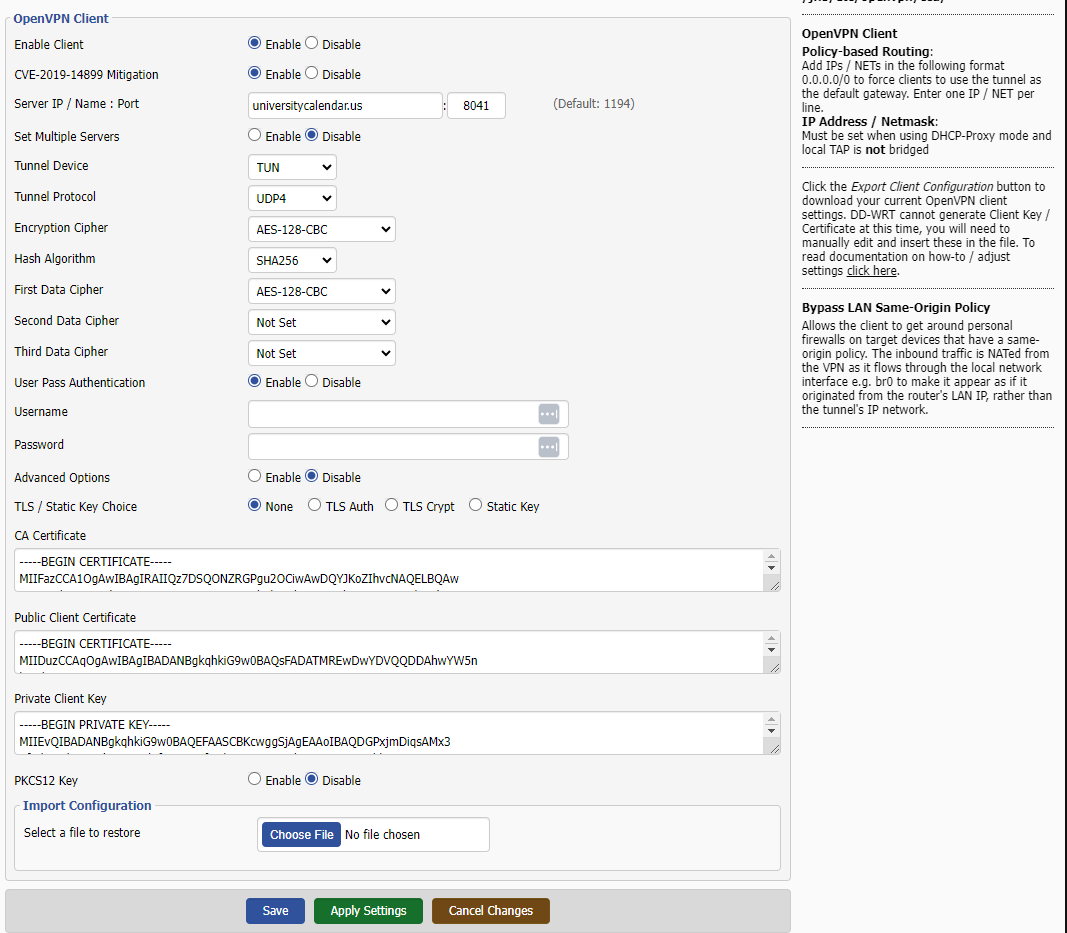 OpenVPN Client
Enable Client Enable Disable
CVE-2019-14899 Mitigation Enable Disable
Server IP / Name : Port universitycalendar.us : 8041 (Default: 1194)
Set Multiple Servers Enable Disable
Tunnel Device TUN
Tunnel Protocol UDP4
Encryption Cipher AES-128-CBC
Hash Algorithm SHA256
First Data Cipher AES-128-CBC
Second Data Cipher Not Set
Third Data Cipher Not Set
User Pass Authentication Enable Disable
Username
Password
Advanced Options Enable Disable
TLS / Static Key Choice None TLS Auth TLS Crypt Static Key
CA Certificate
-----BEGIN CERTIFICATE-----
MIIFazCCA1OgAwIBAgIRAIIQz7DSQONZRGPgu2OCiwAwDQYJKoZIhvcNAQELBQAw
Public Client Certificate
-----BEGIN CERTIFICATE-----
MIIDuzCCAqOgAwIBAgIBADANBgkqhkiG9w0BAQsFADATMREwDwYDVQQDDAhwYW5n
Private Client Key
-----BEGIN PRIVATE KEY-----
MIIEvQIBADANBgkqhkiG9w0BAQEFAASCBKcwggSjAgEAAoIBAQDGPxjmDiqsAMx3
PKCS12 Key Enable Disable
Import Configuration
Select a file to restore Choose File No file chosen
Save Apply Settings Cancel Changes
OpenVPN Client
Policy-based Routing:
Add IPs / NETs in the following format
0.0.0.0/0 to force clients to use the tunnel as
the default gateway. Enter one IP / NET per
line.
IP Address / Netmask:
Must be set when using DHCP-Proxy mode and
local TAP is not bridged
Click the Export Client Configuration button to
download your current OpenVPN client
settings. DD-WRT cannot generate Client Key /
Certificate at this time, you will need to
manually edit and insert these in the file. To
read documentation on how-to / adjust
settings click here.
Bypass LAN Same-Origin Policy
Allows the client to get around personal
firewalls on target devices that have a same-
origin policy. The inbound traffic is NATed from
the VPN as it flows through the local network
interface e.g. br0 to make it appear as if it
originated from the router's LAN IP, rather than
the tunnel's IP network.